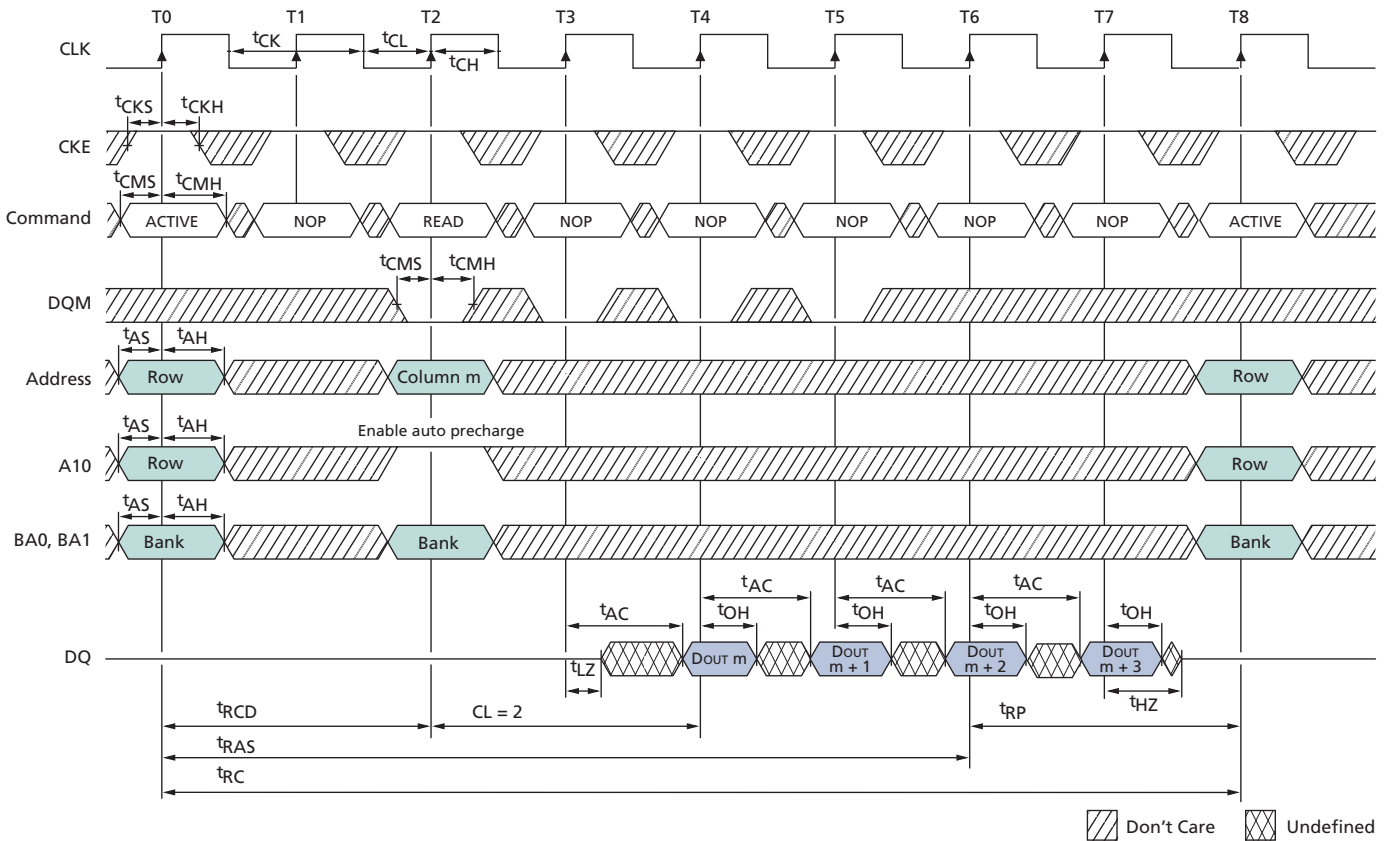 T0 T1 T2 T3 T4 T5 T6 T7 T8
CLK
tCK tCL tCH
tCKS tCKH
CKE
tCMS tCMH
Command ACTIVE NOP READ NOP NOP NOP NOP NOP ACTIVE
tCMS tCMH
DQM
tAS tAH
Address Row Column m Row
tAS tAH Enable auto precharge
A10 Row Row
tAS tAH
BA0, BA1 Bank Bank Bank
tAC tAC tAC
tAC tOH tOH tOH tOH
DQ DOUT m DOUT m + 1 DOUT m + 2 DOUT m + 3
tLZ tHZ
tRCD CL = 2 tRP
tRAS
tRC
Don't Care Undefined